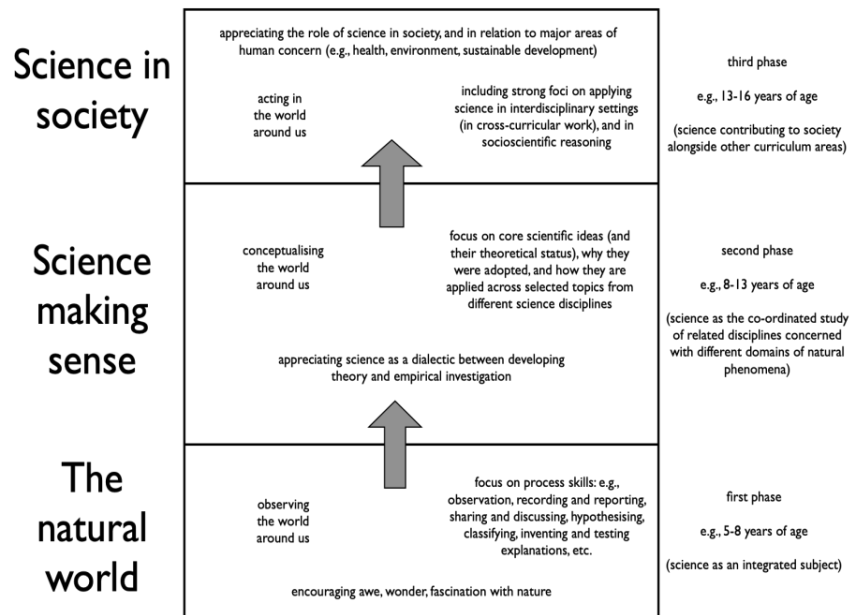 Science in
society
appreciating the role of science in society, and in relation to major areas of
human concern (e.g., health, environment, sustainable development)
acting in
the world
around us
including strong foci on applying
science in interdisciplinary settings
(in cross-curricular work), and in
socioscientific reasoning
third phase
e.g., 13-16 years of age
(science contributing to society
alongside other curriculum areas)
Science
making
sense
conceptualising
the world
around us
focus on core scientific ideas (and
their theoretical status), why they
were adopted, and how they are
applied across selected topics from
different science disciplines
appreciating science as a dialectic between developing
theory and empirical investigation
second phase
e.g., 8-13 years of age
(science as the co-ordinated study
of related disciplines concerned
with different domains of natural
phenomena)
The
natural
world
observing
the world
around us
focus on process skills: e.g.,
observation, recording and reporting,
sharing and discussing, hypothesising,
classifying, inventing and testing
explanations, etc.
encouraging awe, wonder, fascination with nature
first phase
e.g., 5-8 years of age
(science as an integrated subject)